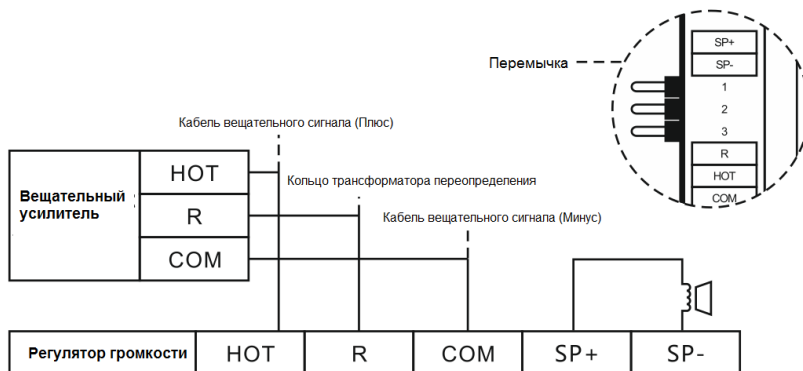 Перемычка
SP+
SP-
1
2
3
R
HOT
COM
Кабель вещательного сигнала (Плюс)
Кольцо трансформатора переопределения
Кабель вещательного сигнала (Минус)
Вещательный
усилитель
HOT
R
COM
Регулятор громкости HOT R COM SP+ SP-